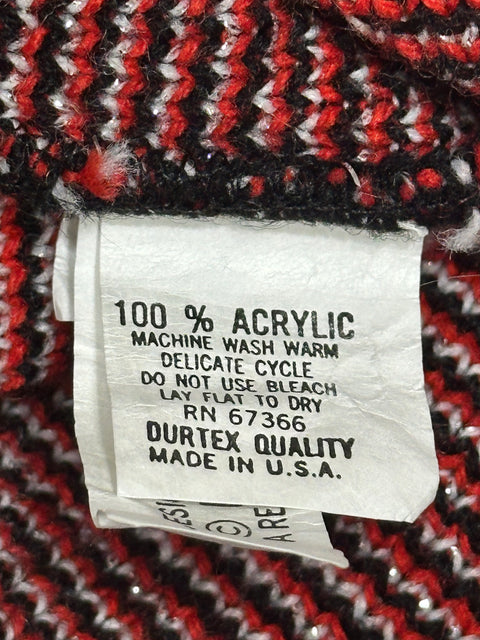 100 % ACRYLIC
MACHINE WASH WARM
DELICATE CYCLE
DO NOT USE BLEACH
LAY FLAT TO DRY
RN 67366
DURTEX QUALITY
MADE IN U.S.A.
©